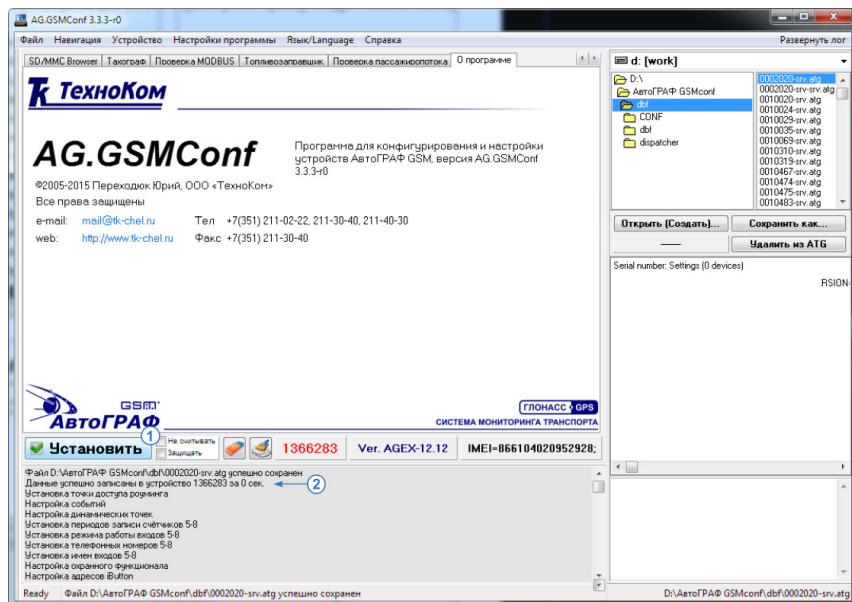 AG.GSMConf 3.3.3-r0
Файл Навигация Устройство Настройки программы Язык/Language Справка Развернуть лог
SD/MMC Browser Тахограф Проверка MODBUS Топливозаправщик Проверка пассажиропотока О программе
d: [work]
ТехноКом
AG.GSMConf
Программа для конфигурирования и настройки
устройств АвтоГРАФ GSM, версия AG.GSMConf
3.3.3-r0
©2005-2015 Переходюк Юрий, ООО «ТехноКом»
Все права защищены
e-mail: mail@tk-chel.ru Тел +7(351) 211-02-22, 211-30-40, 211-40-30
web: http://www.tk-chel.ru Факс +7(351) 211-30-40
D:\
АвтоГРАФ GSMconf
dbf
CONF
dbf
dispatcher
0002020-srv.atg
0002020-srv-srv.atg
0010020-srv.atg
0010024-srv.atg
0010029-srv.atg
0010035-srv.atg
0010069-srv.atg
0010310-srv.atg
0010319-srv.atg
0010467-srv.atg
0010474-srv.atg
0010475-srv.atg
0010483-srv.atg
Открыть (Создать)... Сохранить как...
Удалить из ATG
Serial number: Settings (0 devices)
RSION=
GSM
АвтоГРАФ
ГЛОНАСС GPS
СИСТЕМА МОНИТОРИНГА ТРАНСПОРТА
Установить
1
Не считывать
Защищать
1366283 Ver. AGEX-12.12 IMEI=866104020952928;
Файл D:\АвтоГРАФ GSMconf\dbf\0002020-srv.atg успешно сохранен
Данные успешно записаны в устройство 1366283 за 0 сек.
2
Установка точки доступа роуминга
Настройка событий
Настройка динамических точек
Установка периодов записи счётчиков 5-8
Установка режима работы входов 5-8
Установка телефонных номеров 5-8
Установка имен входов 5-8
Настройка охранного функционала
Настройка адресов iButton
Ready Файл D:\АвтоГРАФ GSMconf\dbf\0002020-srv.atg успешно сохранен D:\АвтоГРАФ GSMconf\dbf\0002020-srv.atg